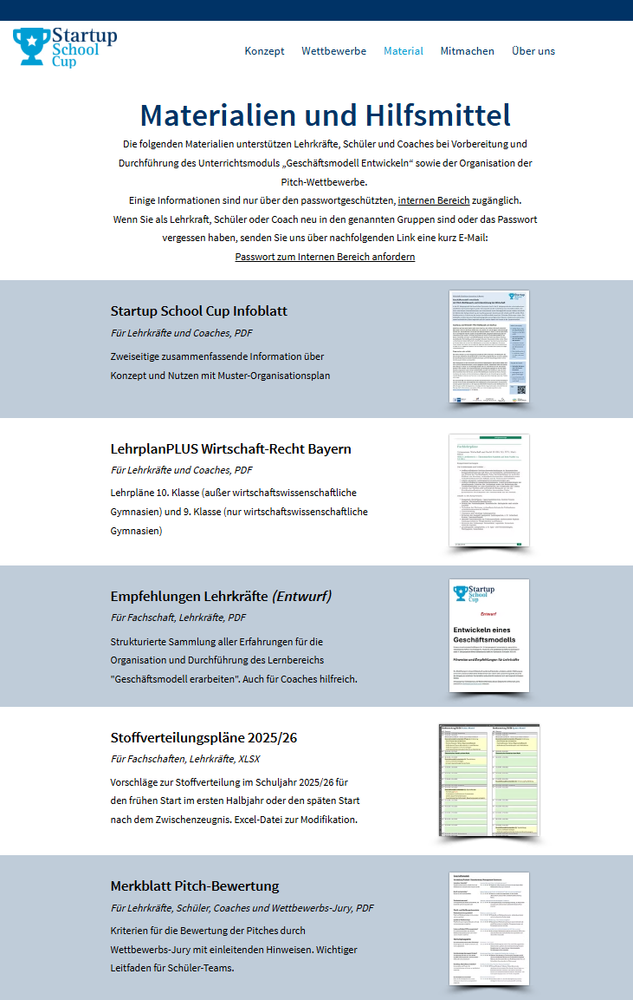 Startup
School
Cup
Konzept Wettbewerbe Material Mitmachen Über uns
Materialien und Hilfsmittel
Die folgenden Materialien unterstützen Lehrkräfte, Schüler und Coaches bei Vorbereitung und
Durchführung des Unterrichtsmoduls „Geschäftsmodell Entwickeln“ sowie der Organisation der
Pitch-Wettbewerbe.
Einige Informationen sind nur über den passwortgeschützten, internen Bereich zugänglich.
Wenn Sie als Lehrkraft, Schüler oder Coach neu in den genannten Gruppen sind oder das Passwort
vergessen haben, senden Sie uns über nachfolgenden Link eine kurz E-Mail:
Passwort zum Internen Bereich anfordern
Startup School Cup Infoblatt
Für Lehrkräfte und Coaches, PDF
Zweiseitige zusammenfassende Information über
Konzept und Nutzen mit Muster-Organisationsplan
Startup
School
Cup
LehrplanPLUS Wirtschaft-Recht Bayern
Für Lehrkräfte und Coaches, PDF
Lehrpläne 10. Klasse (außer wirtschaftswissenschaftliche
Gymnasien) und 9. Klasse (nur wirtschaftswissenschaftliche
Gymnasien)
Empfehlungen Lehrkräfte (Entwurf)
Für Fachschaft, Lehrkräfte, PDF
Strukturierte Sammlung aller Erfahrungen für die
Organisation und Durchführung des Lernbereichs
"Geschäftsmodell erarbeiten". Auch für Coaches hilfreich.
Startup
School
Cup
Entwurf
Entwickeln eines
Geschäftsmodells
Hinweise und Empfehlungen für Lehrkräfte
Stoffverteilungspläne 2025/26
Für Fachschaften, Lehrkräfte, XLSX
Vorschläge zur Stoffverteilung im Schuljahr 2025/26 für
den frühen Start im ersten Halbjahr oder den späten Start
nach dem Zwischenzeugnis. Excel-Datei zur Modifikation.
Merkblatt Pitch-Bewertung
Für Lehrkräfte, Schüler, Coaches und Wettbewerbs-Jury, PDF
Kriterien für die Bewertung der Pitches durch
Wettbewerbs-Jury mit einleitenden Hinweisen. Wichtiger
Leitfaden für Schüler-Teams.